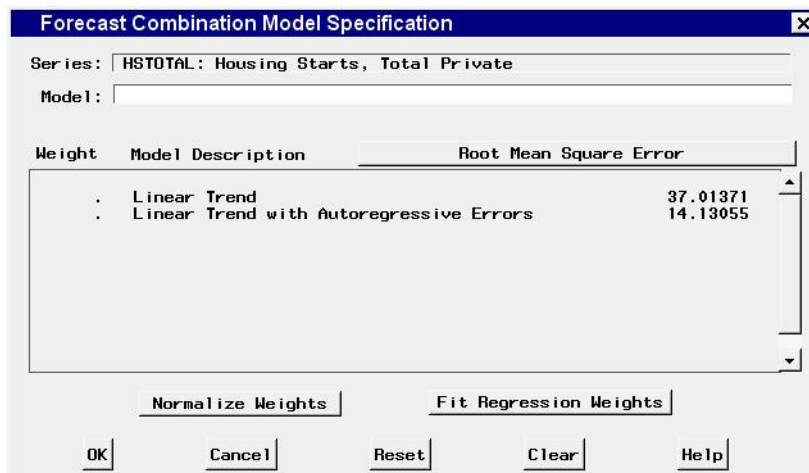 Forecast Combination Model Specification
Series: HSTOTAL: Housing Starts, Total Private
Model:
Weight Model Description Root Mean Square Error
. Linear Trend 37.01371
. Linear Trend with Autoregressive Errors 14.13055
Normalize Weights Fit Regression Weights
OK Cancel Reset Clear Help